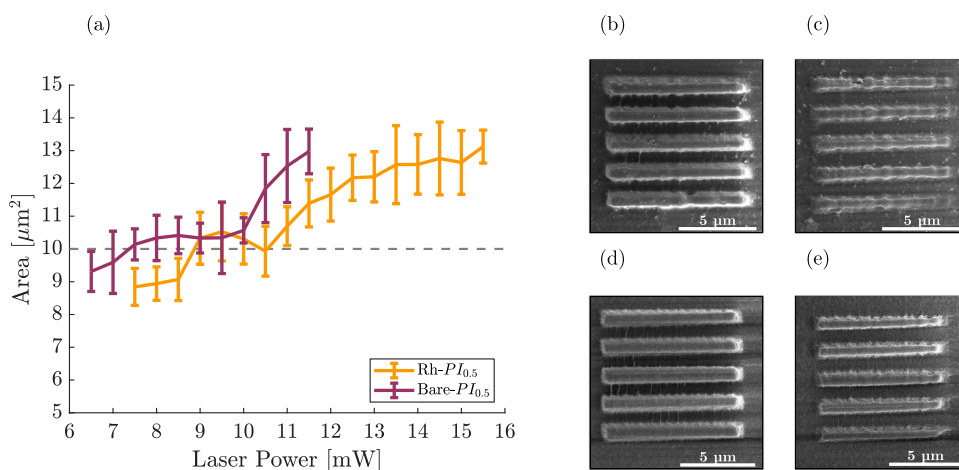 (a)
(b)
(c)
15
14
13
12
11
10
9
8
7
6
5
Area [μm²]
6 7 8 9 10 11 12 13 14 15 16
Laser Power [mW]
Rh-PI₀.₅
Bare-PI₀.₅
5 μm
5 μm
(d)
(e)
5 μm
5 μm